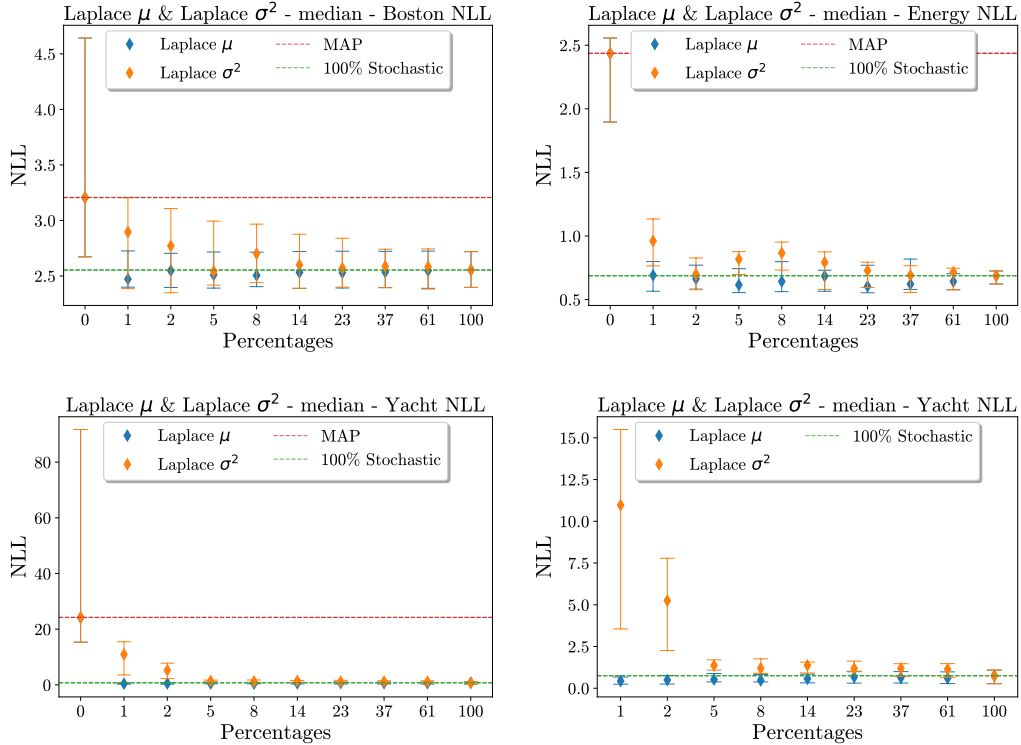 Laplace μ & Laplace σ² - median - Boston NLL
Laplace μ
Laplace σ²
MAP
100% Stochastic
NLL
4.5
4.0
3.5
3.0
2.5
0 1 2 5 8 14 23 37 61 100
Percentages
Laplace μ & Laplace σ² - median - Energy NLL
Laplace μ
Laplace σ²
MAP
100% Stochastic
NLL
2.5
2.0
1.5
1.0
0.5
0 1 2 5 8 14 23 37 61 100
Percentages
Laplace μ & Laplace σ² - median - Yacht NLL
Laplace μ
Laplace σ²
MAP
100% Stochastic
NLL
80
60
40
20
0
0 1 2 5 8 14 23 37 61 100
Percentages
Laplace μ & Laplace σ² - median - Yacht NLL
Laplace μ
Laplace σ²
100% Stochastic
NLL
15.0
12.5
10.0
7.5
5.0
2.5
0.0
1 2 5 8 14 23 37 61 100
Percentages